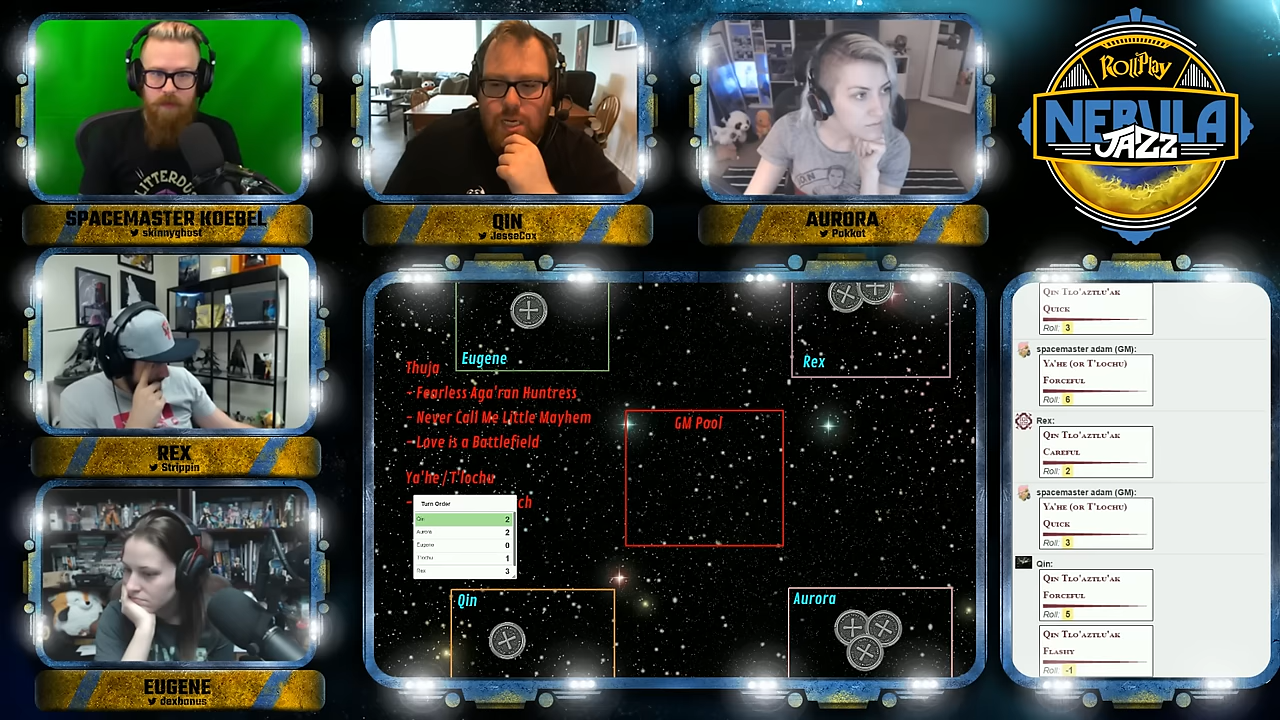 SPACEMASTER KOEBEL
skinnyghost
LITTERDU
QIN
JesseCox
AURORA
Pokket
ROLLPLAY
NEBULA
JAZZ
REX
Strippin
EUGENE
dexbonus
Eugene
Rex
Thuja
- Fearless Aga'ran Huntress
- Never Call Me Little Mayhem
- Love is a Battlefield
Ya'he/T'lochu
- ch
GM Pool
Turn Order
Qin 2
Aurora 2
Eugene 0
T'lochu 1
Rex 3
Qin
Aurora
QIN TLO'AZTLU'AK
QUICK
Roll: 3
spacemaster adam (GM):
YA'HE (OR T'LOCHU)
FORCEFUL
Roll: 6
Rex:
QIN TLO'AZTLU'AK
CAREFUL
Roll: 2
spacemaster adam (GM):
YA'HE (OR T'LOCHU)
QUICK
Roll: 3
Qin:
QIN TLO'AZTLU'AK
FORCEFUL
Roll: 5
QIN TLO'AZTLU'AK
FLASHY
Roll: -1